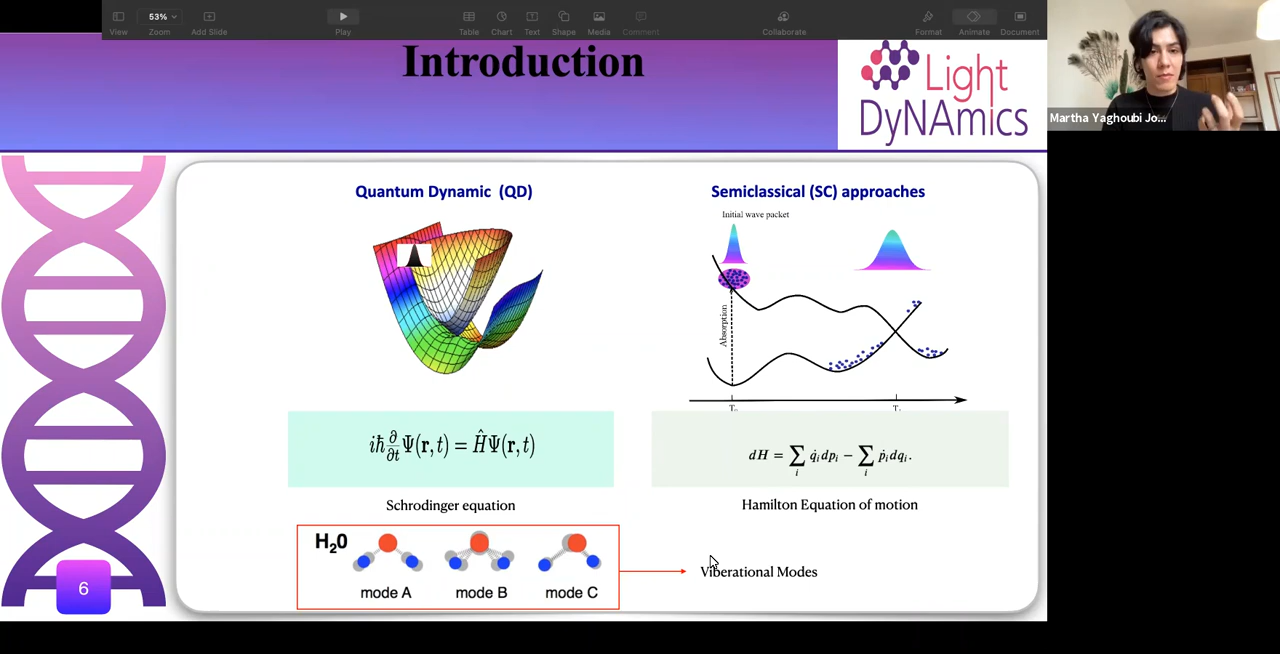 53%
View
Zoom
Add Slide
Play
Table
Chart
Text
Shape
Media
Comment
Collaborate
Format
Animate
Document
Introduction
Light
DyNAmics
Martha Yaghoubi Jo...
Quantum Dynamic (QD)
Semiclassical (SC) approaches
Initial wave packet
Absorption
iħ ∂/∂t Ψ(r, t) = ĤΨ(r, t)
dH = ∑i q̇idpi − ∑i ṗidqi.
Schrodinger equation
Hamilton Equation of motion
H₂0
mode A
mode B
mode C
Viberational Modes
6